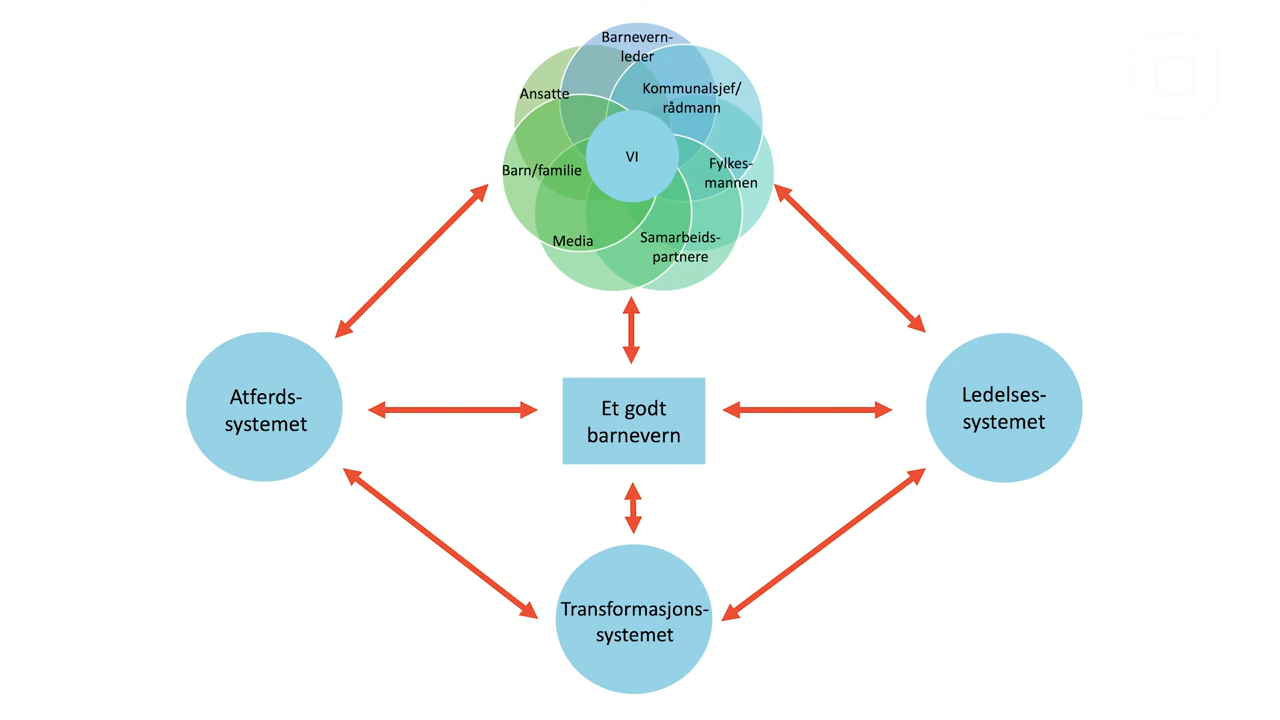 Barnevern-
leder
Ansatte
Kommunalsjef/
rådmann
VI
Barn/familie
Fylkes-
mannen
Media
Samarbeids-
partnere
Atferds-
systemet
Et godt
barnevern
Ledelses-
systemet
Transformasjons-
systemet